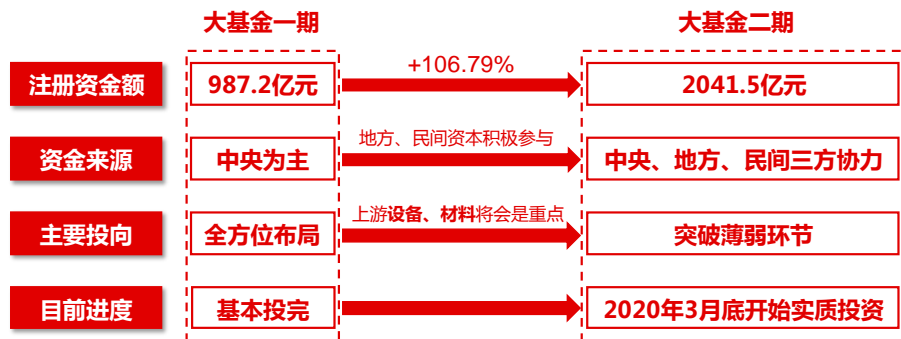 大基金一期
大基金二期
注册资金额
987.2亿元
+106.79%
2041.5亿元
资金来源
中央为主
地方、民间资本积极参与
中央、地方、民间三方协力
主要投向
全方位布局
上游设备、材料将会是重点
突破薄弱环节
目前进度
基本投完
2020年3月底开始实质投资